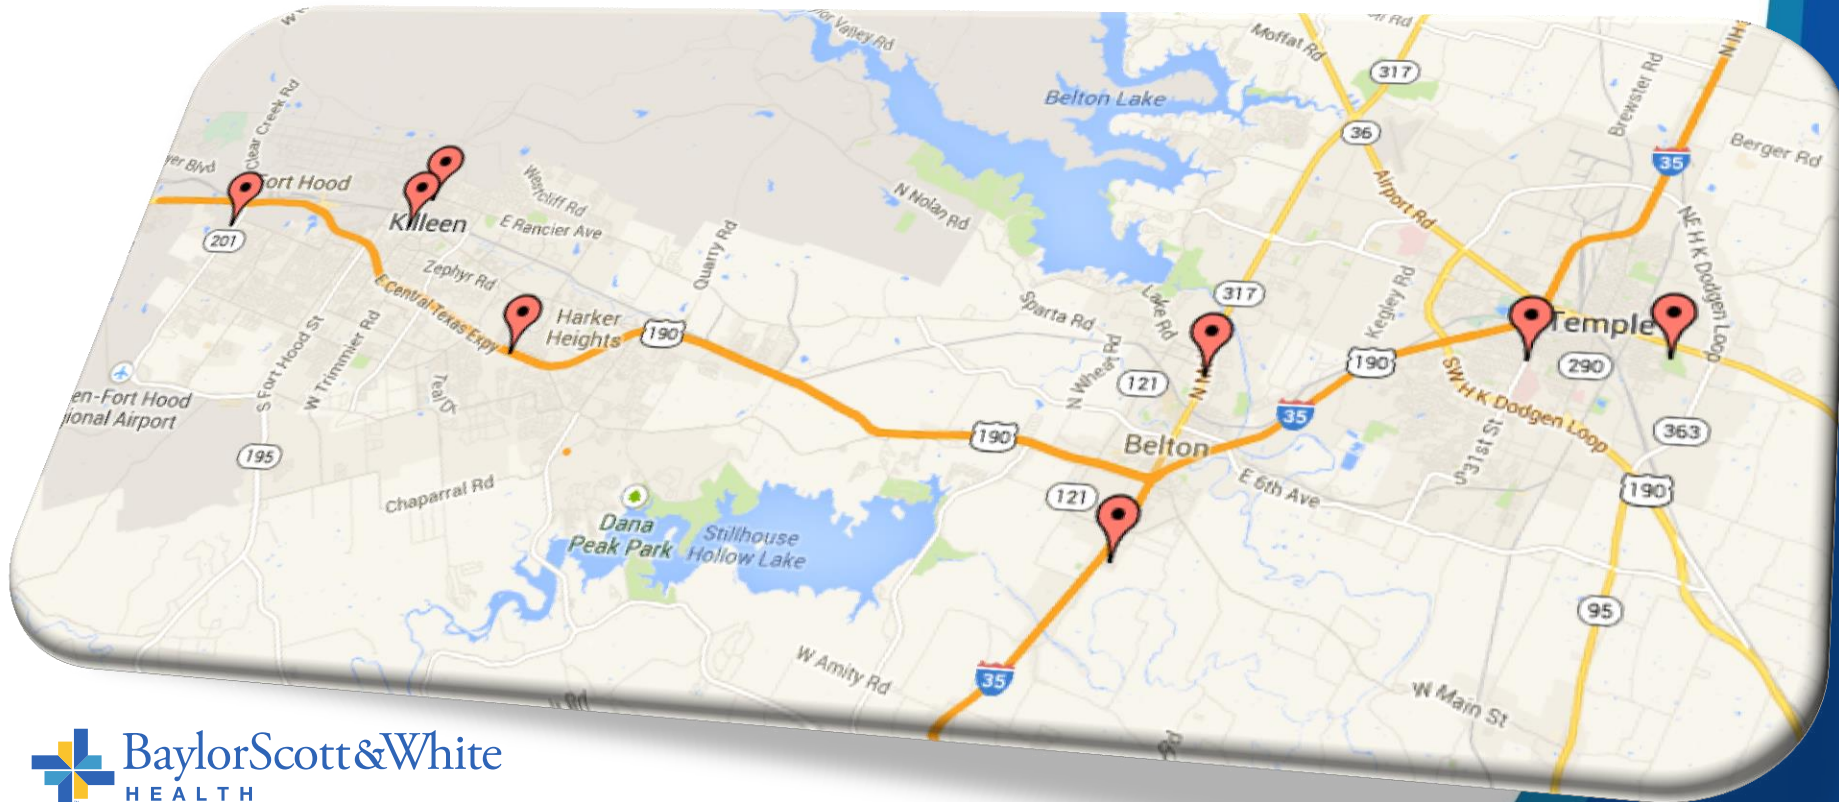 Moffat Rd
317
Belton Lake
36
Brewster Rd
Berger Rd
35
Clear Creek Rd
Fort Hood
Westcliff Rd
E Rancier Ave
Killeen
201
N Nolan Rd
Airport Rd
Quarry Rd
Zephyr Rd
E Central Texas Expy
Harker
Heights
190
Sparta Rd
Lake Rd
317
Kegley Rd
NE H K Dodgen Loop
Temple
290
S Fort Hood St
W Trimmier Rd
N Wheat Rd
121
190
35
SW H K Dodgen Loop
S 31st St
363
195
190
Belton
121
E 6th Ave
190
Chaparral Rd
Dana
Peak Park
Stillhouse
Hollow Lake
95
35
W Amity Rd
W Main St
Rd
BaylorScott&White
HEALTH